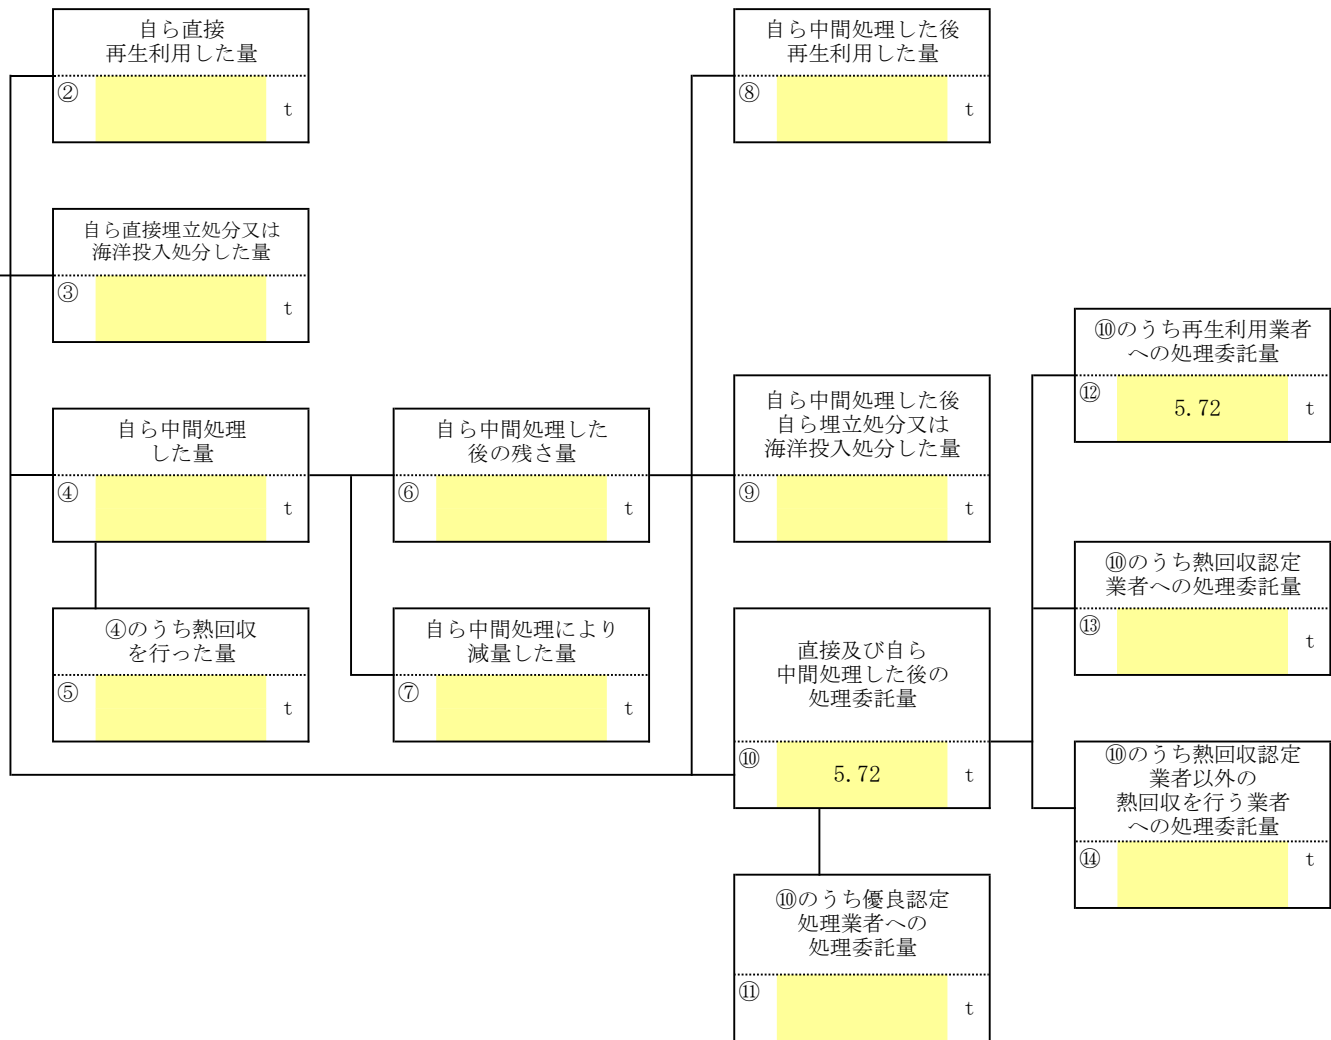 自ら直接
再生利用した量
②
t
自ら中間処理した後
再生利用した量
⑧
t
自ら直接埋立処分又は
海洋投入処分した量
③
t
⑩のうち再生利用業者
への処理委託量
⑫
5.72
t
自ら中間処理
した量
④
t
自ら中間処理した
後の残さ量
⑥
t
自ら中間処理した後
自ら埋立処分又は
海洋投入処分した量
⑨
t
⑩のうち熱回収認定
業者への処理委託量
⑬
t
④のうち熱回収
を行った量
⑤
t
自ら中間処理により
減量した量
⑦
t
直接及び自ら
中間処理した後の
処理委託量
⑩
5.72
t
⑩のうち熱回収認定
業者以外の
熱回収を行う業者
への処理委託量
⑭
t
⑩のうち優良認定
処理業者への
処理委託量
⑪
t